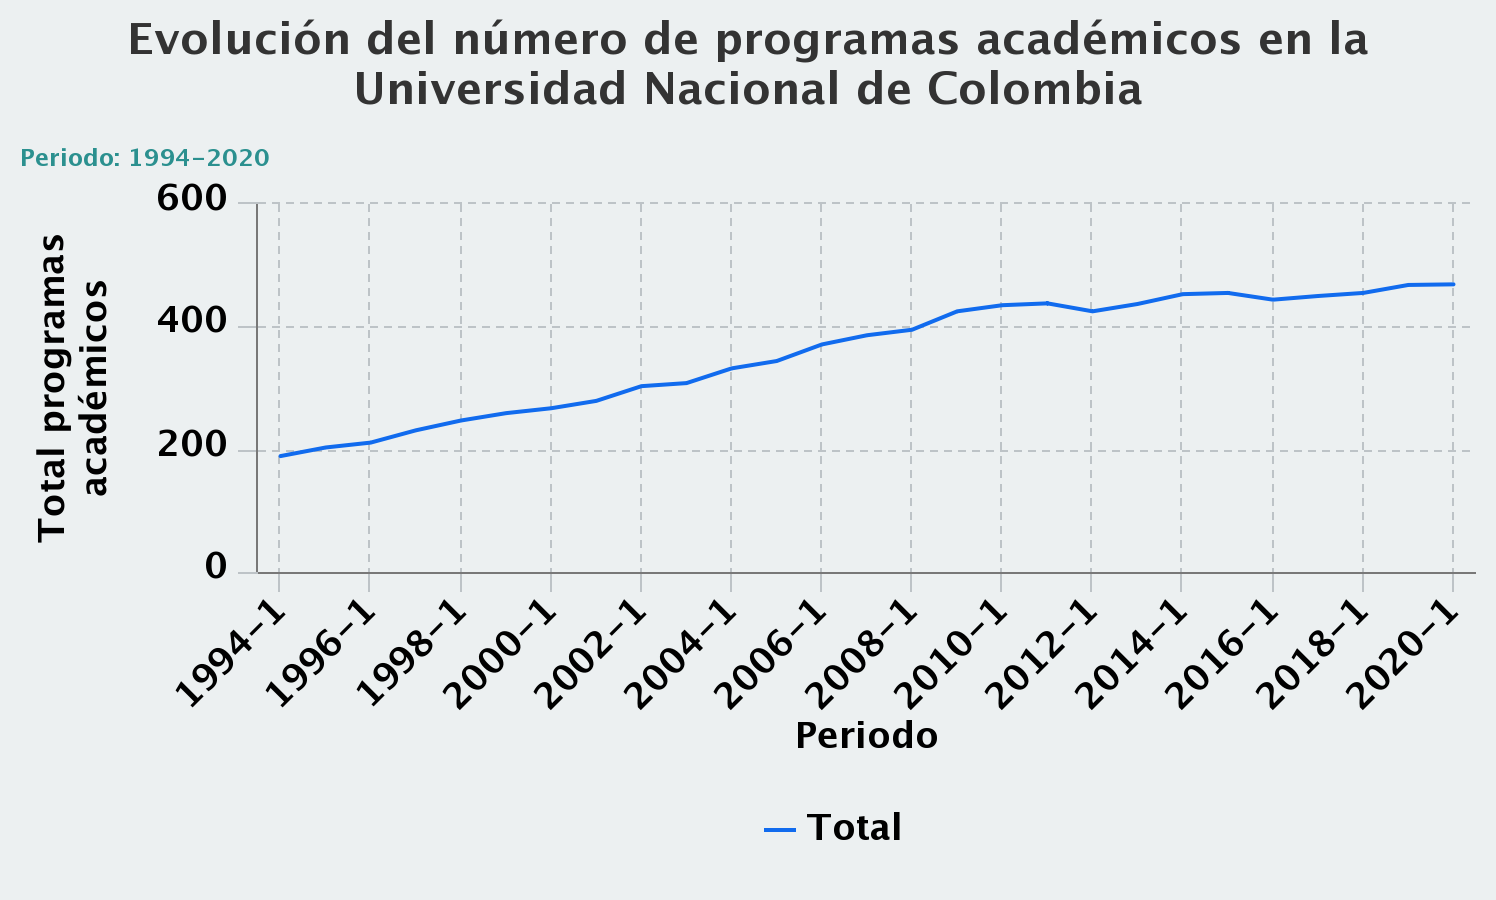 Evolución del número de programas académicos en la
Universidad Nacional de Colombia
Periodo: 1994–2020
Total programas
académicos
600
400
200
0
1994–1
1996–1
1998–1
2000–1
2002–1
2004–1
2006–1
2008–1
2010–1
2012–1
2014–1
2016–1
2018–1
2020–1
Periodo
Total